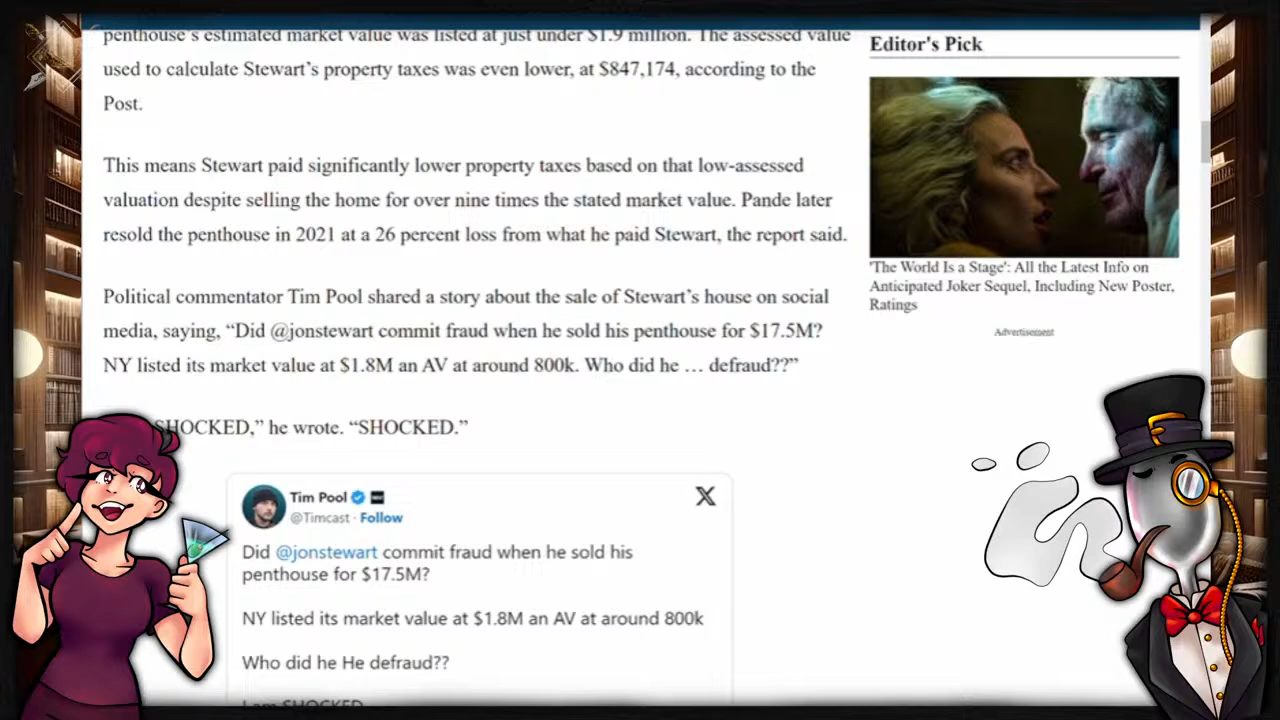 penthouse's estimated market value was listed at just under $1.9 million. The assessed value
used to calculate Stewart's property taxes was even lower, at $847,174, according to the
Post.
This means Stewart paid significantly lower property taxes based on that low-assessed
valuation despite selling the home for over nine times the stated market value. Pande later
resold the penthouse in 2021 at a 26 percent loss from what he paid Stewart, the report said.
Political commentator Tim Pool shared a story about the sale of Stewart's house on social
media, saying, “Did @jonstewart commit fraud when he sold his penthouse for $17.5M?
NY listed its market value at $1.8M an AV at around 800k. Who did he … defraud??”
SHOCKED,” he wrote. “SHOCKED.”
Tim Pool
@Timcast · Follow
X
Did @jonstewart commit fraud when he sold his
penthouse for $17.5M?
NY listed its market value at $1.8M an AV at around 800k
Who did he He defraud??
I am SHOCKED
Editor's Pick
'The World Is a Stage': All the Latest Info on
Anticipated Joker Sequel, Including New Poster,
Ratings
Advertisement